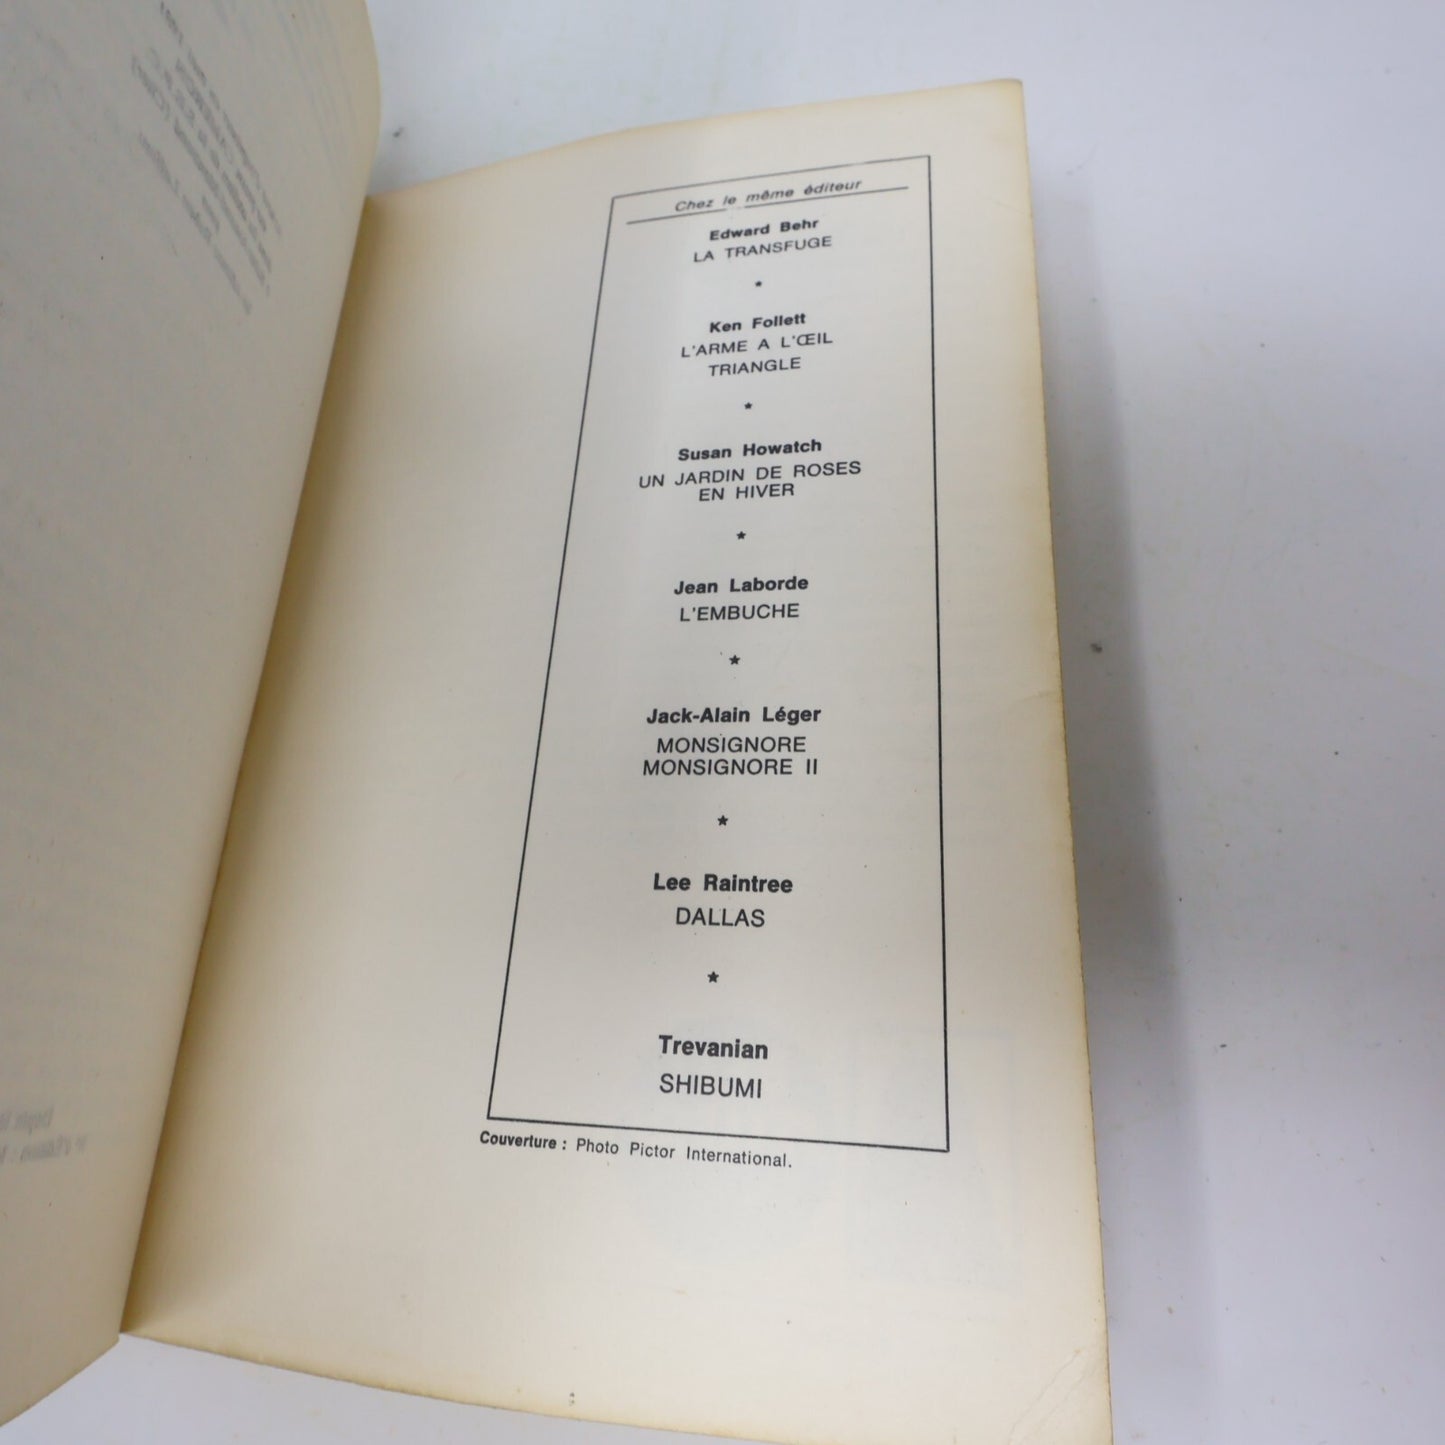 Chez le même éditeur
Edward Behr
LA TRANSFUGE
★
Ken Follett
L'ARME A L'ŒIL
TRIANGLE
★
Susan Howatch
UN JARDIN DE ROSES
EN HIVER
★
Jean Laborde
L'EMBUCHE
★
Jack-Alain Léger
MONSIGNORE
MONSIGNORE II
★
Lee Raintree
DALLAS
★
Trevanian
SHIBUMI
Couverture : Photo Pictor International.